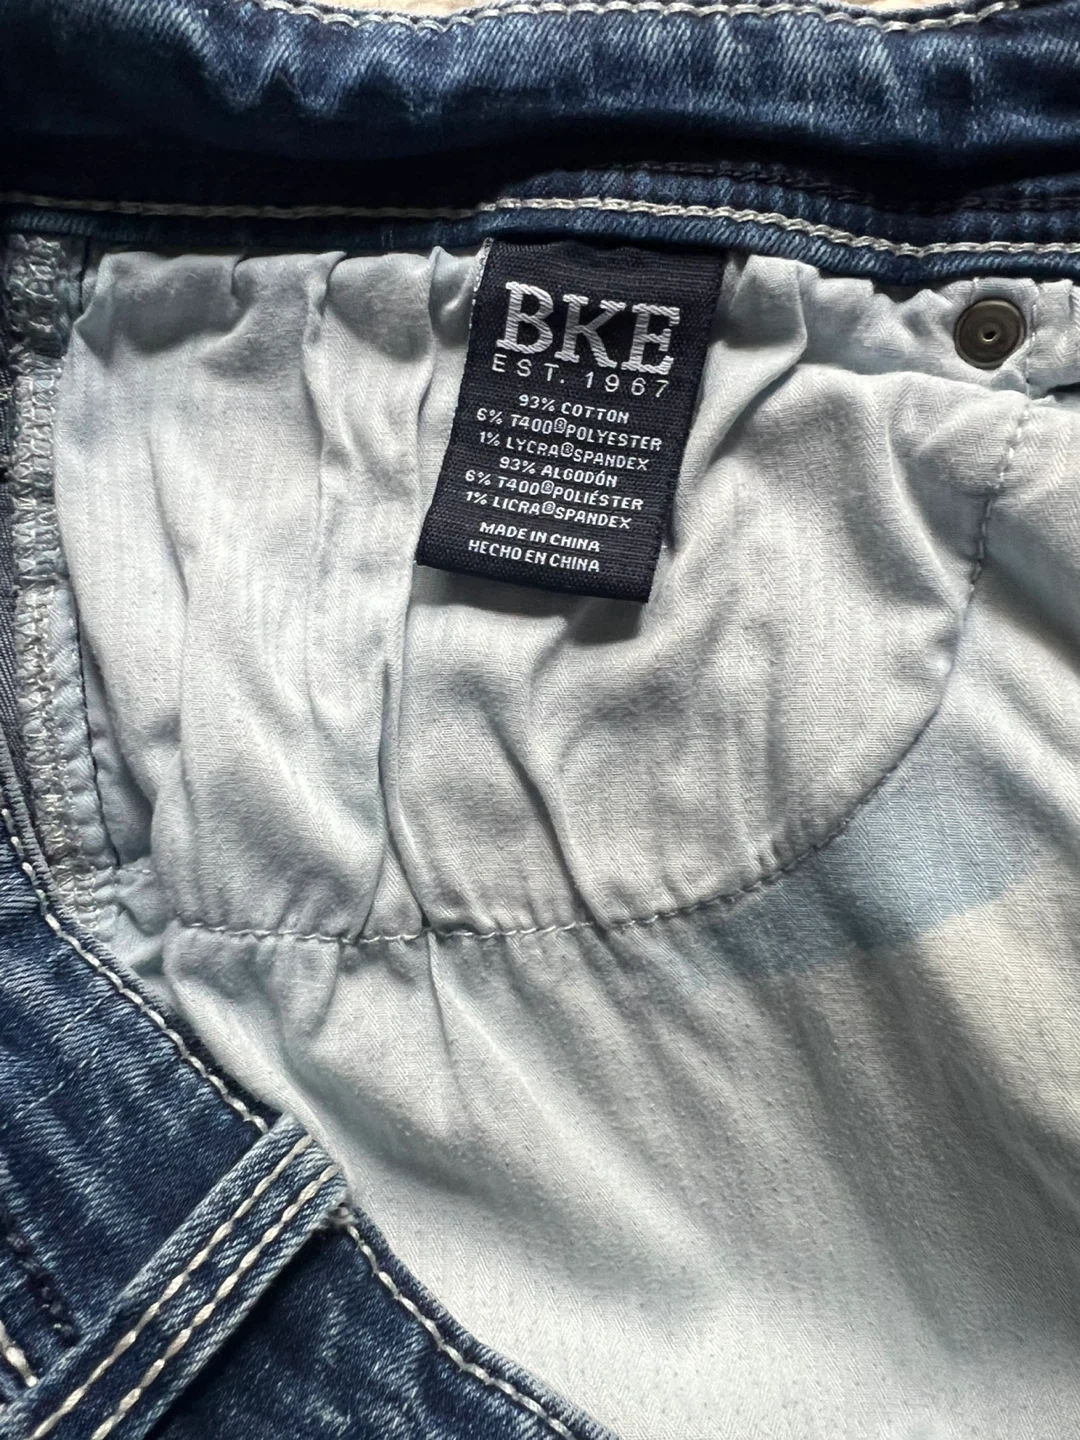 BKE
EST. 1967
93% COTTON
6% T400®POLYESTER
1% LYCRA®SPANDEX
93% ALGODÓN
6% T400®POLIÉSTER
1% LICRA®SPANDEX
MADE IN CHINA
HECHO EN CHINA